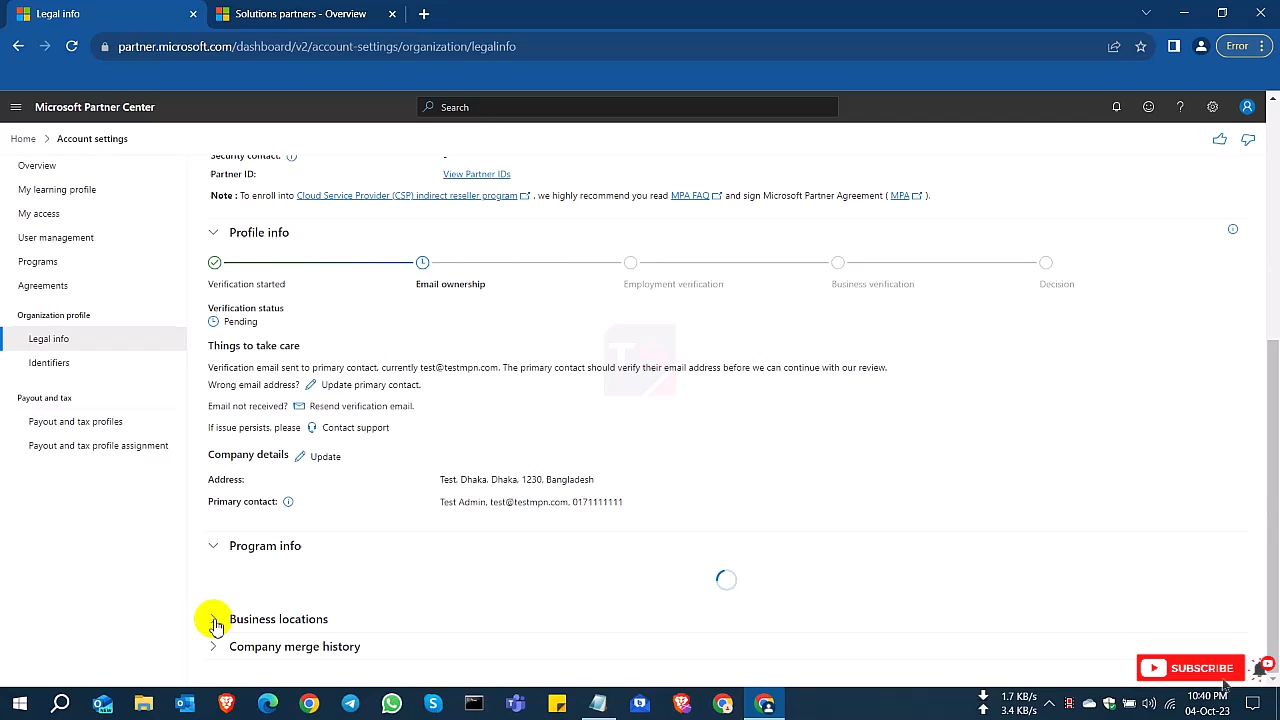 Legal info
Solutions partners - Overview
partner.microsoft.com/dashboard/v2/account-settings/organization/legalinfo
Error
Microsoft Partner Center
Search
Home > Account settings
Overview
My learning profile
My access
User management
Programs
Agreements
Organization profile
Legal info
Identifiers
Payout and tax
Payout and tax profiles
Payout and tax profile assignment
Security contact: -
Partner ID: View Partner IDs
Note : To enroll into Cloud Service Provider (CSP) indirect reseller program , we highly recommend you read MPA FAQ and sign Microsoft Partner Agreement ( MPA ).
Profile info
Verification started Email ownership Employment verification Business verification Decision
Verification status
Pending
Things to take care
Verification email sent to primary contact, currently test@testmpn.com. The primary contact should verify their email address before we can continue with our review.
Wrong email address? Update primary contact.
Email not received? Resend verification email.
If issue persists, please Contact support
Company details Update
Address: Test, Dhaka, Dhaka, 1230, Bangladesh
Primary contact: Test Admin, test@testmpn.com, 0171111111
Program info
Business locations
Company merge history
SUBSCRIBE
1.7 KB/s
3.4 KB/s
10:40 PM
04-Oct-23